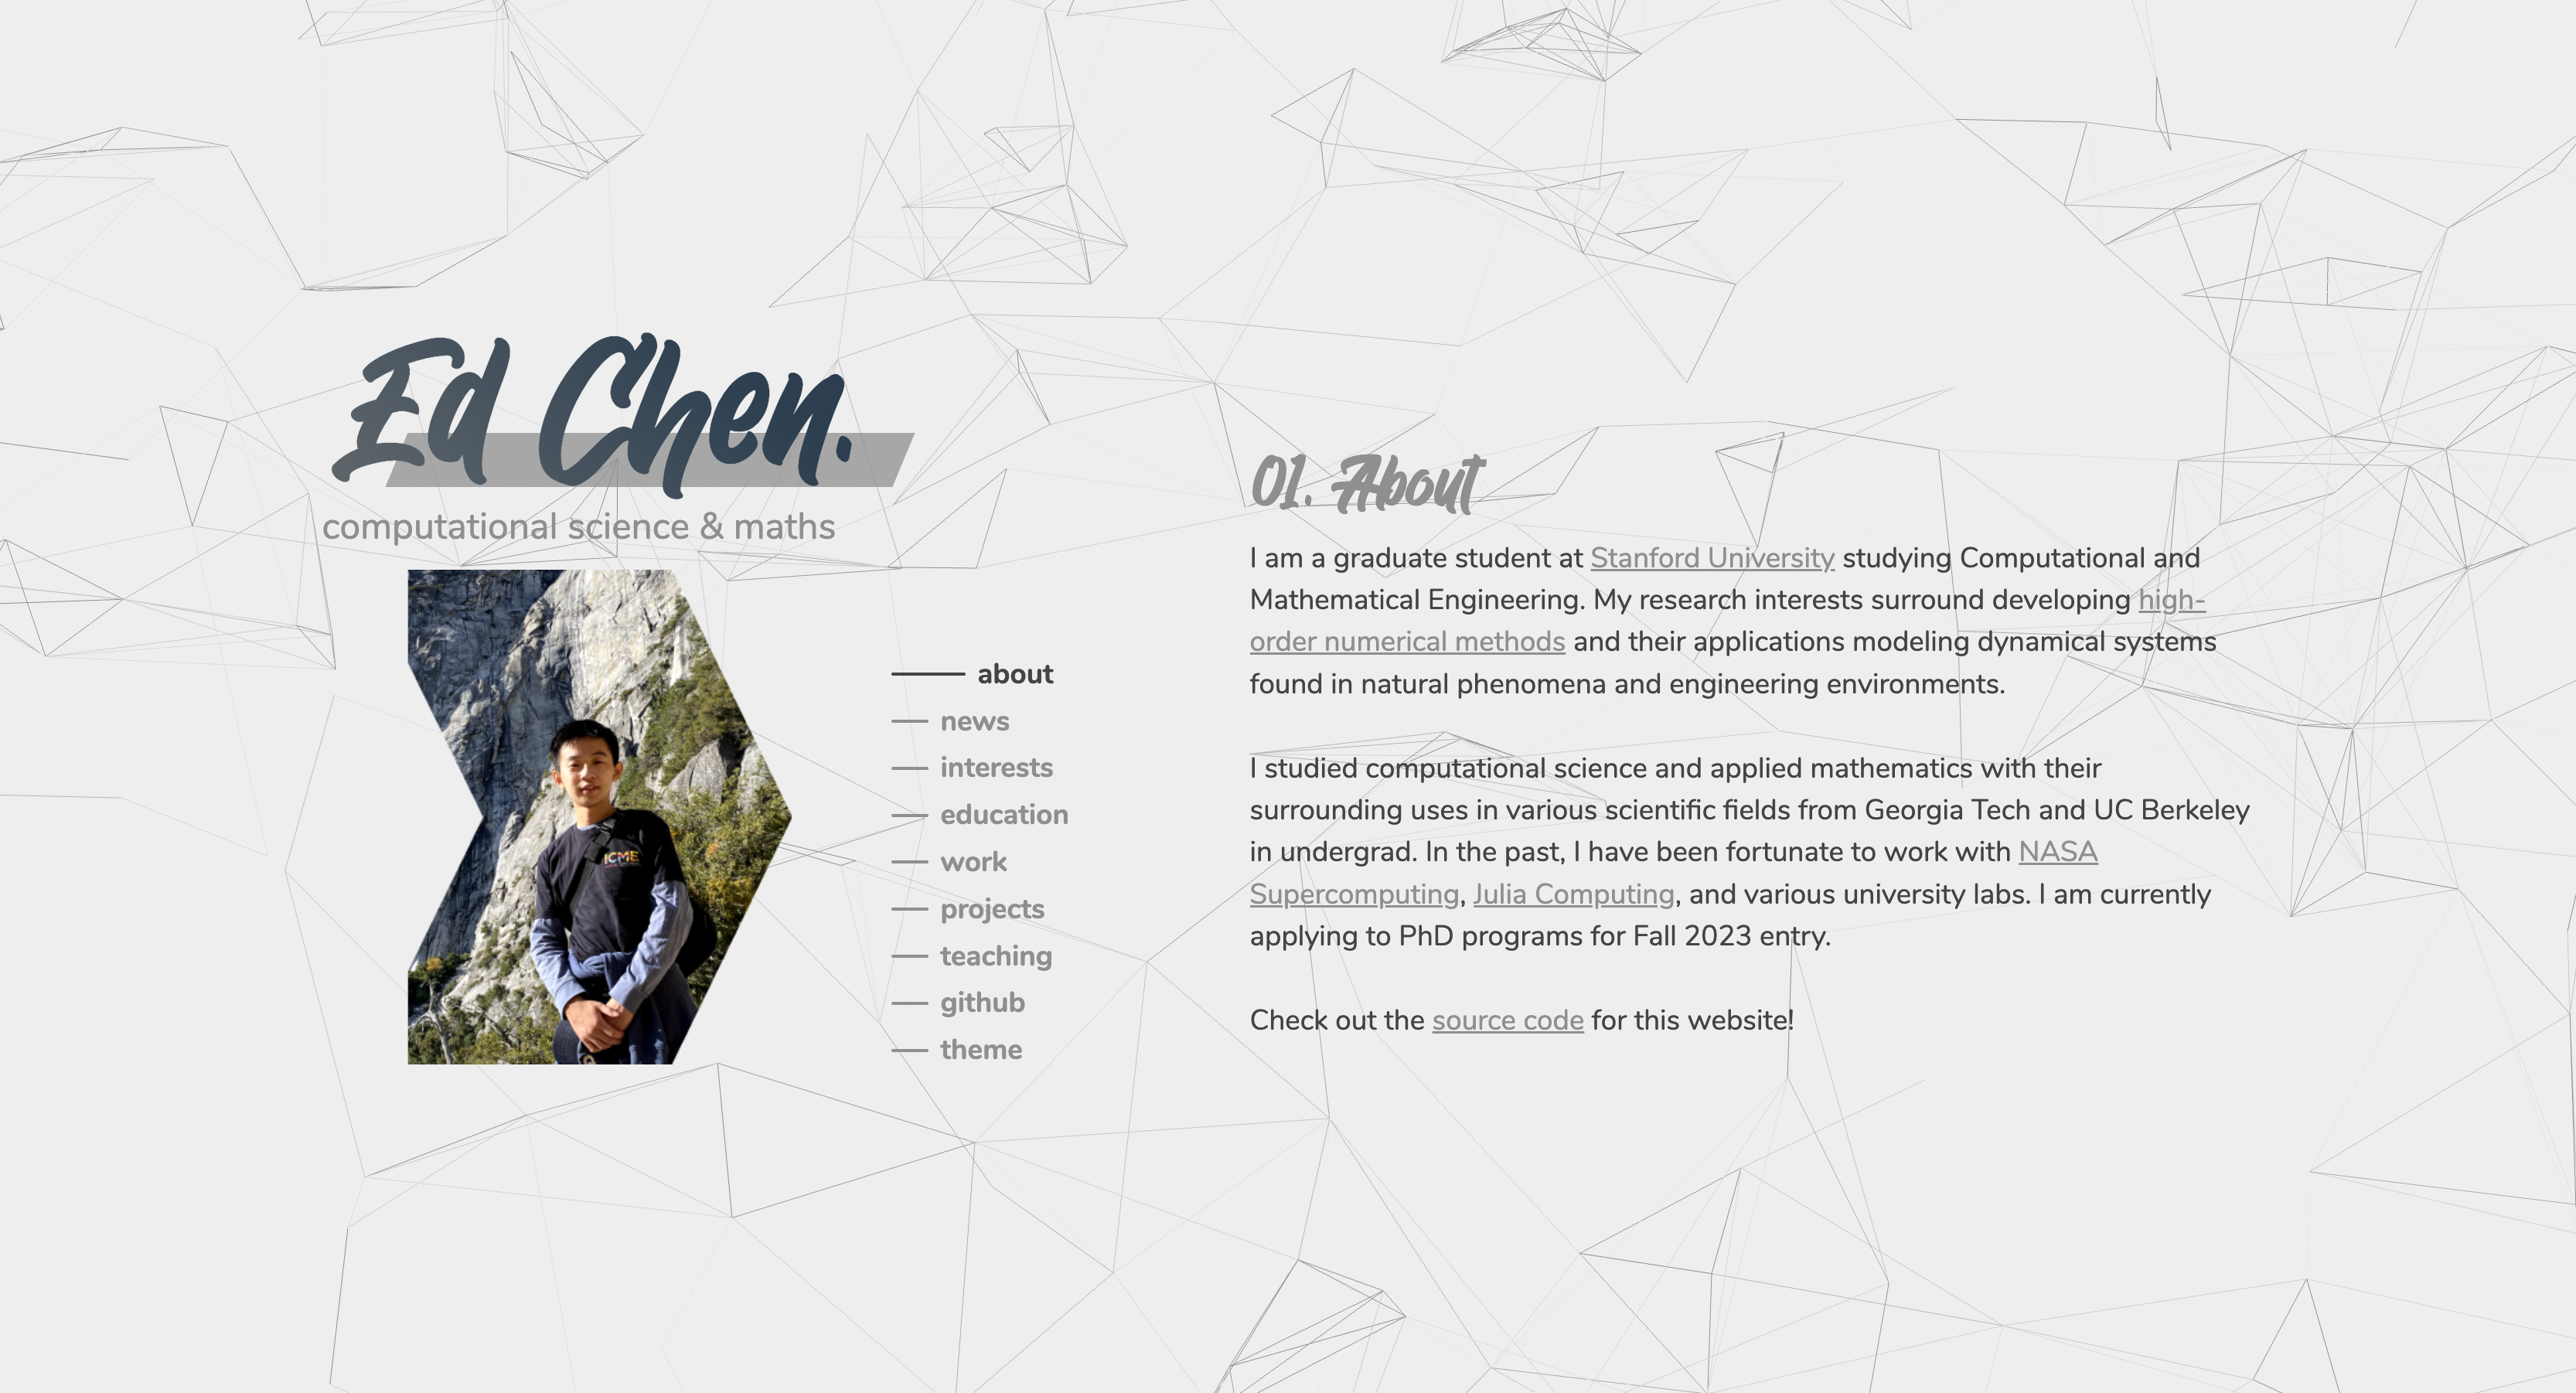 Ed Chen.
computational science & maths
ICME
about
news
interests
education
work
projects
teaching
github
theme
01. About
I am a graduate student at Stanford University studying Computational and
Mathematical Engineering. My research interests surround developing high-
order numerical methods and their applications modeling dynamical systems
found in natural phenomena and engineering environments.
I studied computational science and applied mathematics with their
surrounding uses in various scientific fields from Georgia Tech and UC Berkeley
in undergrad. In the past, I have been fortunate to work with NASA
Supercomputing, Julia Computing, and various university labs. I am currently
applying to PhD programs for Fall 2023 entry.
Check out the source code for this website!